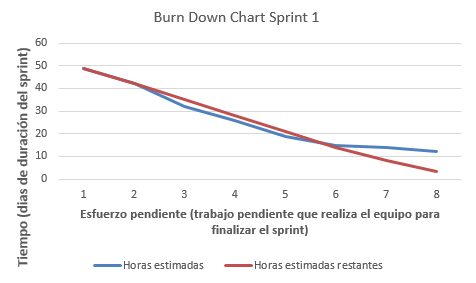 Burn Down Chart Sprint 1
Tiempo (dias de duración del sprint)
60
50
40
30
20
10
0
1 2 3 4 5 6 7 8
Esfuerzo pendiente (trabajo pendiente que realiza el equipo para
finalizar el sprint)
Horas estimadas Horas estimadas restantes